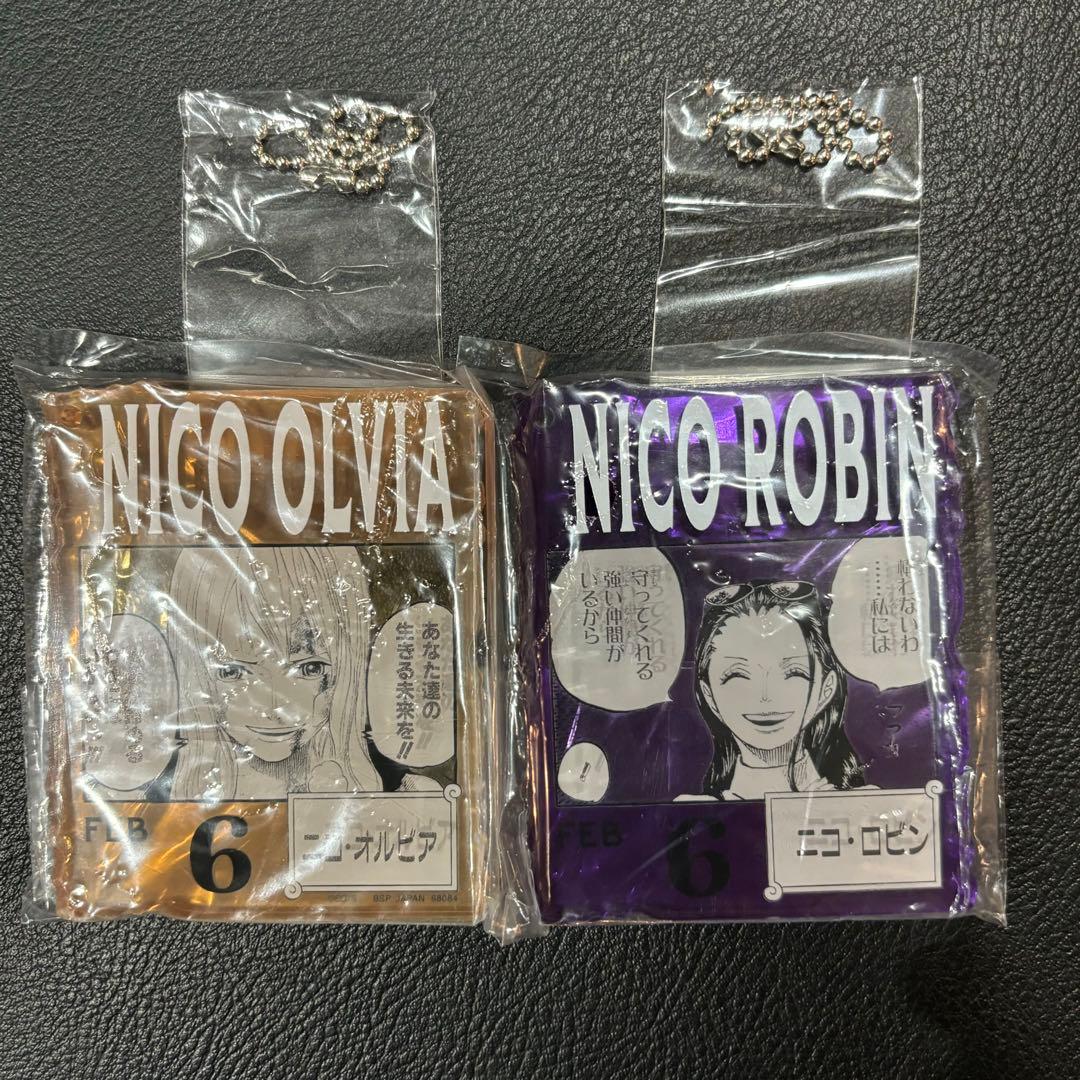 NICO OLVIA
あなた達の
生きる未来を!!
FEB
6
ニコ・オルビア
BSP JAPAN 68084
NICO ROBIN
恐れないわ
……私には
守ってくれる
強い仲間が
いるから
!
FEB
6
ニコ・ロビン